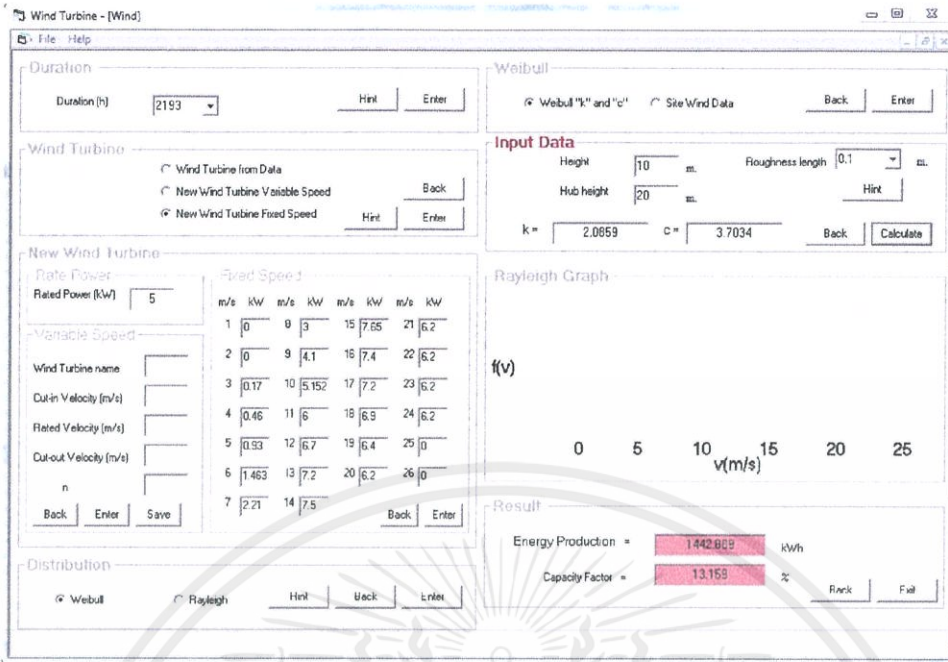 Wind Turbine - [Wind]
File Help
Duration
Duration (h) 2193 Hint Enter
Wind Turbine
Wind Turbine from Data
New Wind Turbine Variable Speed Back
New Wind Turbine Fixed Speed Hint Enter
New Wind Turbine
Rate Power
Rated Power (kW) 5
Variable Speed
Wind Turbine name
Cut-in Velocity (m/s)
Rated Velocity (m/s)
Cut-out Velocity (m/s)
n
Back Enter Save
Fixed Speed
m/s kW m/s kW m/s kW m/s kW
1 0 8 3 15 7.65 21 6.2
2 0 9 4.1 16 7.4 22 6.2
3 0.17 10 5.152 17 7.2 23 6.2
4 0.46 11 6 18 6.9 24 6.2
5 0.93 12 6.7 19 6.4 25 0
6 1.463 13 7.2 20 6.2 26 0
7 2.21 14 7.5
Back Enter
Distribution
Weibull Rayleigh Hint Back Enter
Weibull
Weibull "k" and "c" Site Wind Data Back Enter
Input Data
Height 10 m. Roughness length 0.1 m.
Hub height 20 m. Hint
k = 2.0859 c = 3.7034 Back Calculate
Rayleigh Graph
f(v)
0 5 10 15 20 25
v(m/s)
Result
Energy Production = 1442.869 kWh
Capacity Factor = 13.159 %
Back Exit